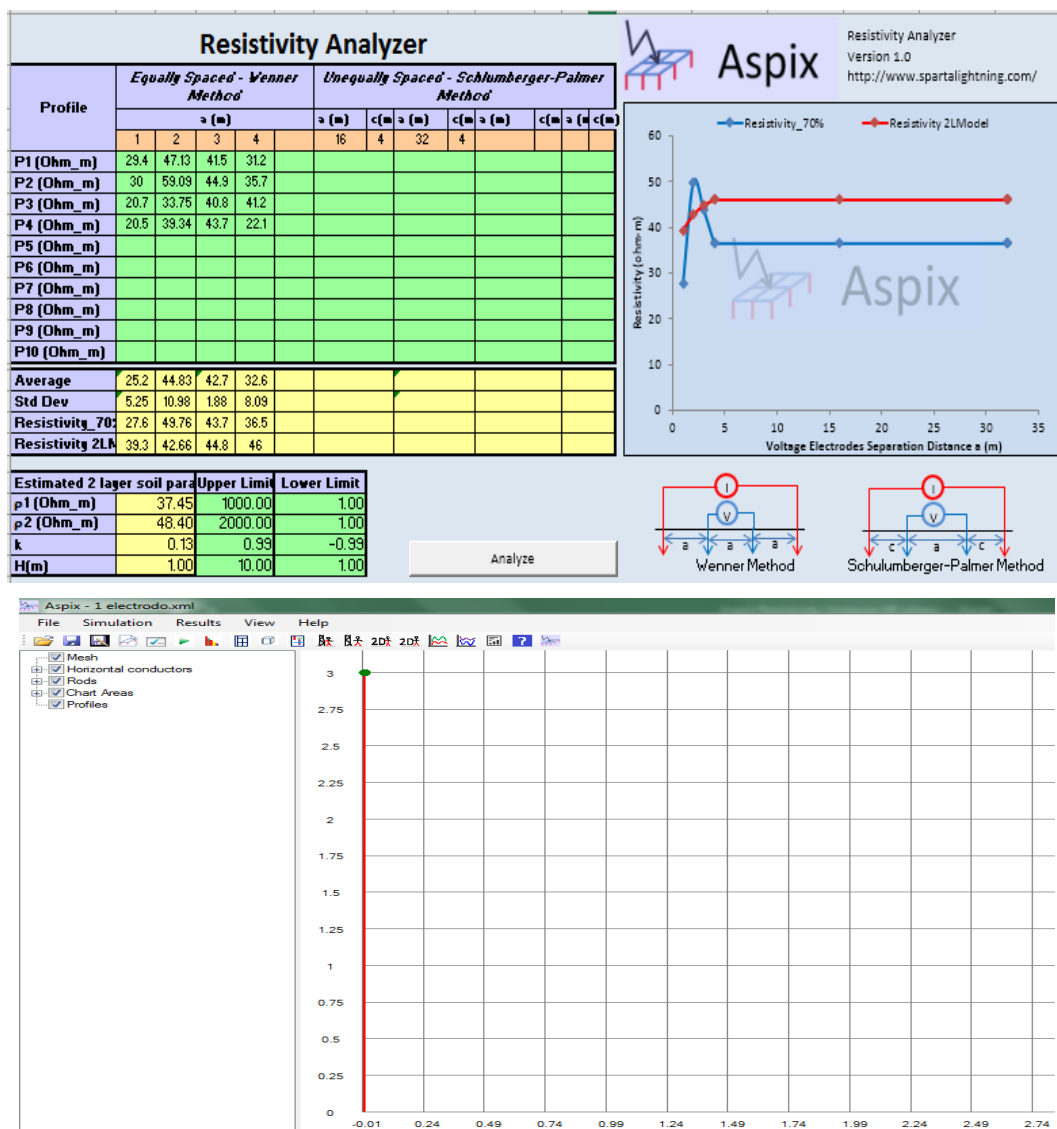 Resistivity Analyzer
Equally Spaced - Wenner Method
Unequally Spaced - Schlumberger-Palmer Method
Profile
a (m) a (m) c(m a (m) c(m a (m) c(m a (m c(m)
1 2 3 4 16 4 32 4
P1 (Ohm_m) 29.4 47.13 41.5 31.2
P2 (Ohm_m) 30 59.09 44.9 35.7
P3 (Ohm_m) 20.7 33.75 40.8 41.2
P4 (Ohm_m) 20.5 39.34 43.7 22.1
P5 (Ohm_m)
P6 (Ohm_m)
P7 (Ohm_m)
P8 (Ohm_m)
P9 (Ohm_m)
P10 (Ohm_m)
Average 25.2 44.83 42.7 32.6
Std Dev 5.25 10.98 1.88 8.09
Resistivity_70% 27.6 49.76 43.7 36.5
Resistivity 2LM 39.3 42.66 44.8 46
Estimated 2 layer soil para Upper Limit Lower Limit
ρ1 (Ohm_m) 37.45 1000.00 1.00
ρ2 (Ohm_m) 48.40 2000.00 1.00
k 0.13 0.99 -0.99
H(m) 1.00 10.00 1.00
Analyze
Aspix
Resistivity Analyzer
Version 1.0
http://www.spartalightning.com/
Resistivity_70% Resistivity 2LModel
Resistivity (ohm-m)
60
50
40
30
20
10
0
Aspix
0 5 10 15 20 25 30 35
Voltage Electrodes Separation Distance a (m)
I
V
a a a
Wenner Method
I
V
c a c
Schulumberger-Palmer Method
Aspix - 1 electrodo.xml
File Simulation Results View Help
2D 2D ?
Mesh
Horizontal conductors
Rods
Chart Areas
Profiles
3
2.75
2.5
2.25
2
1.75
1.5
1.25
1
0.75
0.5
0.25
0
-0.01 0.24 0.49 0.74 0.99 1.24 1.49 1.74 1.99 2.24 2.49 2.74